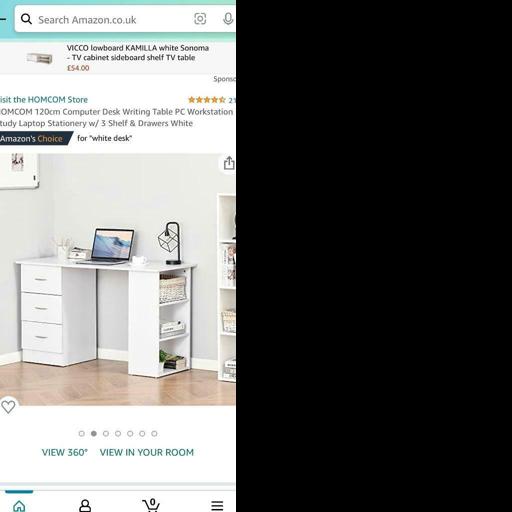 Search Amazon.co.uk
VICCO lowboard KAMILLA white Sonoma
- TV cabinet sideboard shelf TV table
£54.00
Sponso
isit the HOMCOM Store
21
HOMCOM 120cm Computer Desk Writing Table PC Workstation
tudy Laptop Stationery w/ 3 Shelf & Drawers White
Amazon's Choice for "white desk"
VIEW 360° VIEW IN YOUR ROOM
0